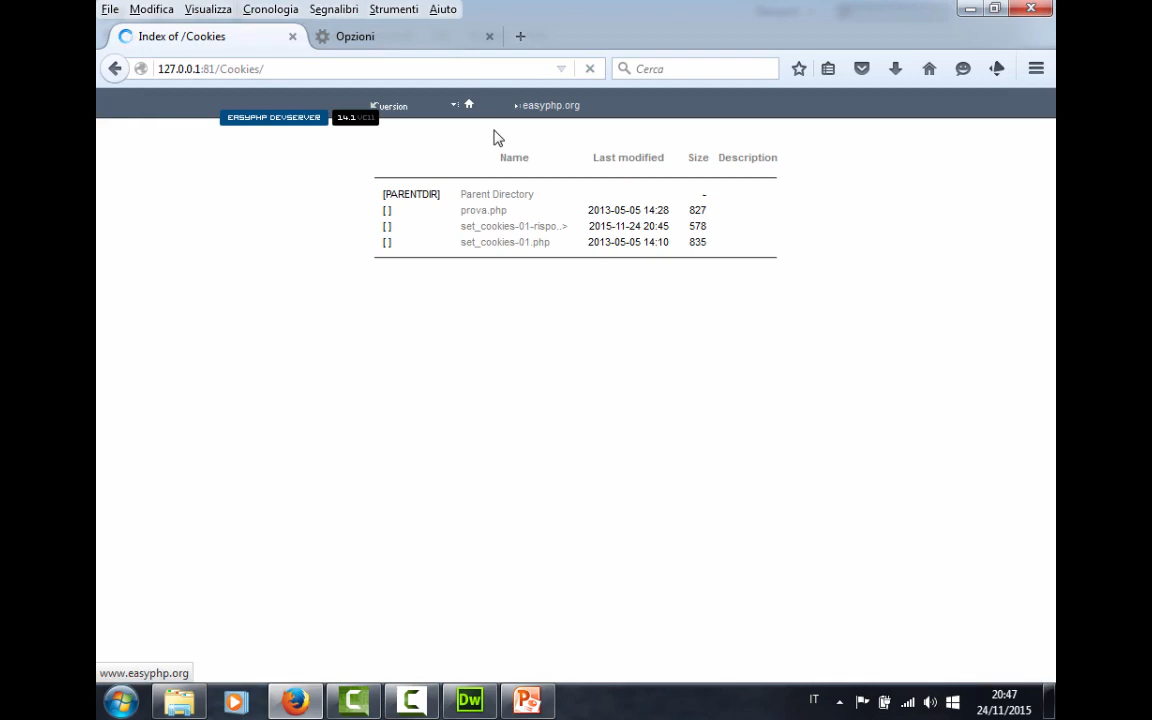 File Modifica Visualizza Cronologia Segnalibri Strumenti Aiuto
Index of /Cookies Opzioni
127.0.0.1:81/Cookies/ Cerca
version easyphp.org
EASYPHP DEVSERVER 14.1 VC11
Name Last modified Size Description
[PARENTDIR] Parent Directory -
[ ] prova.php 2013-05-05 14:28 827
[ ] set_cookies-01-rispo..> 2015-11-24 20:45 578
[ ] set_cookies-01.php 2013-05-05 14:10 835
www.easyphp.org
Dw
IT 20:47
24/11/2015